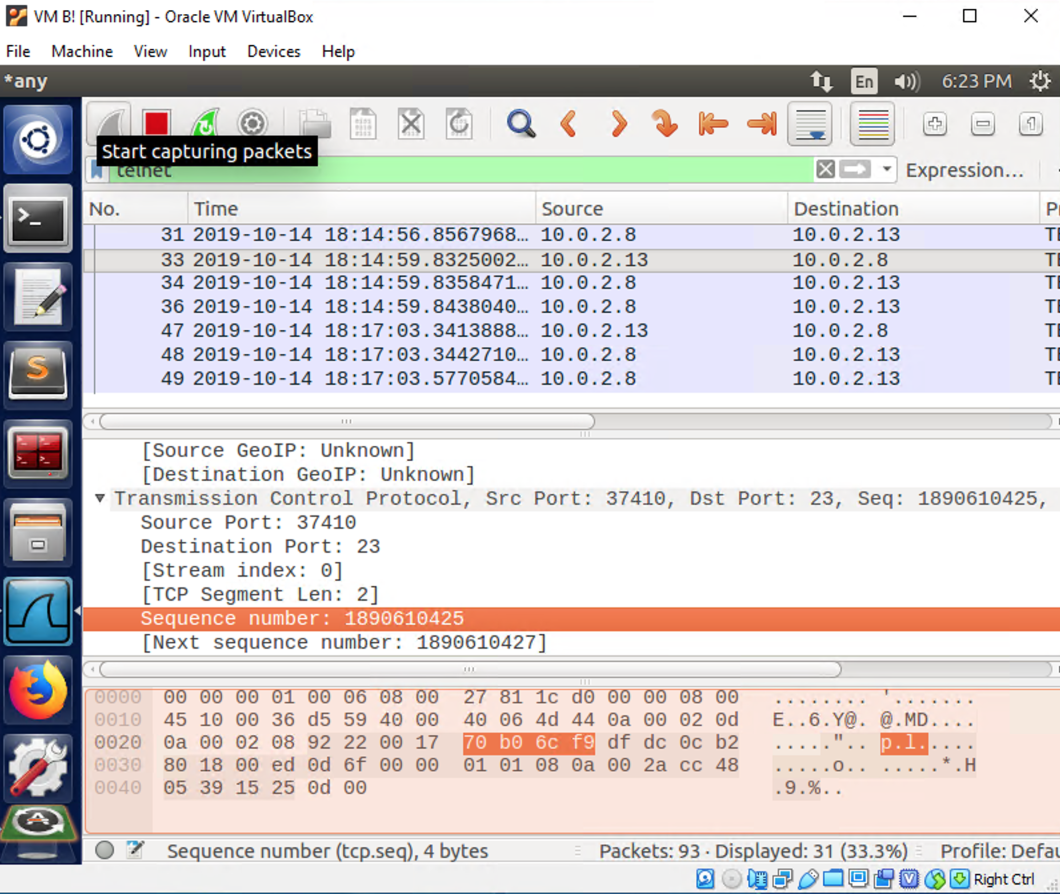 VM B! [Running] - Oracle VM VirtualBox
File Machine View Input Devices Help
*any
En
6:23 PM
Start capturing packets
telnet
Expression...
No. Time Source Destination
31 2019-10-14 18:14:56.8567968... 10.0.2.8 10.0.2.13 TE
33 2019-10-14 18:14:59.8325002... 10.0.2.13 10.0.2.8 TE
34 2019-10-14 18:14:59.8358471... 10.0.2.8 10.0.2.13 TE
36 2019-10-14 18:14:59.8438040... 10.0.2.8 10.0.2.13 TE
47 2019-10-14 18:17:03.3413888... 10.0.2.13 10.0.2.8 TE
48 2019-10-14 18:17:03.3442710... 10.0.2.8 10.0.2.13 TE
49 2019-10-14 18:17:03.5770584... 10.0.2.8 10.0.2.13 TE
[Source GeoIP: Unknown]
[Destination GeoIP: Unknown]
Transmission Control Protocol, Src Port: 37410, Dst Port: 23, Seq: 1890610425,
Source Port: 37410
Destination Port: 23
[Stream index: 0]
[TCP Segment Len: 2]
Sequence number: 1890610425
[Next sequence number: 1890610427]
0000 00 00 00 01 00 06 08 00 27 81 1c d0 00 00 08 00 ........ '.......
0010 45 10 00 36 d5 59 40 00 40 06 4d 44 0a 00 02 0d E..6.Y@. @.MD....
0020 0a 00 02 08 92 22 00 17 70 b0 6c f9 df dc 0c b2 .....".. p.l.....
0030 80 18 00 ed 0d 6f 00 00 01 01 08 0a 00 2a cc 48 .....o.. .....*.H
0040 05 39 15 25 0d 00 .9.%..
Sequence number (tcp.seq), 4 bytes
Packets: 93 · Displayed: 31 (33.3%)
Profile: Defau
Right Ctrl